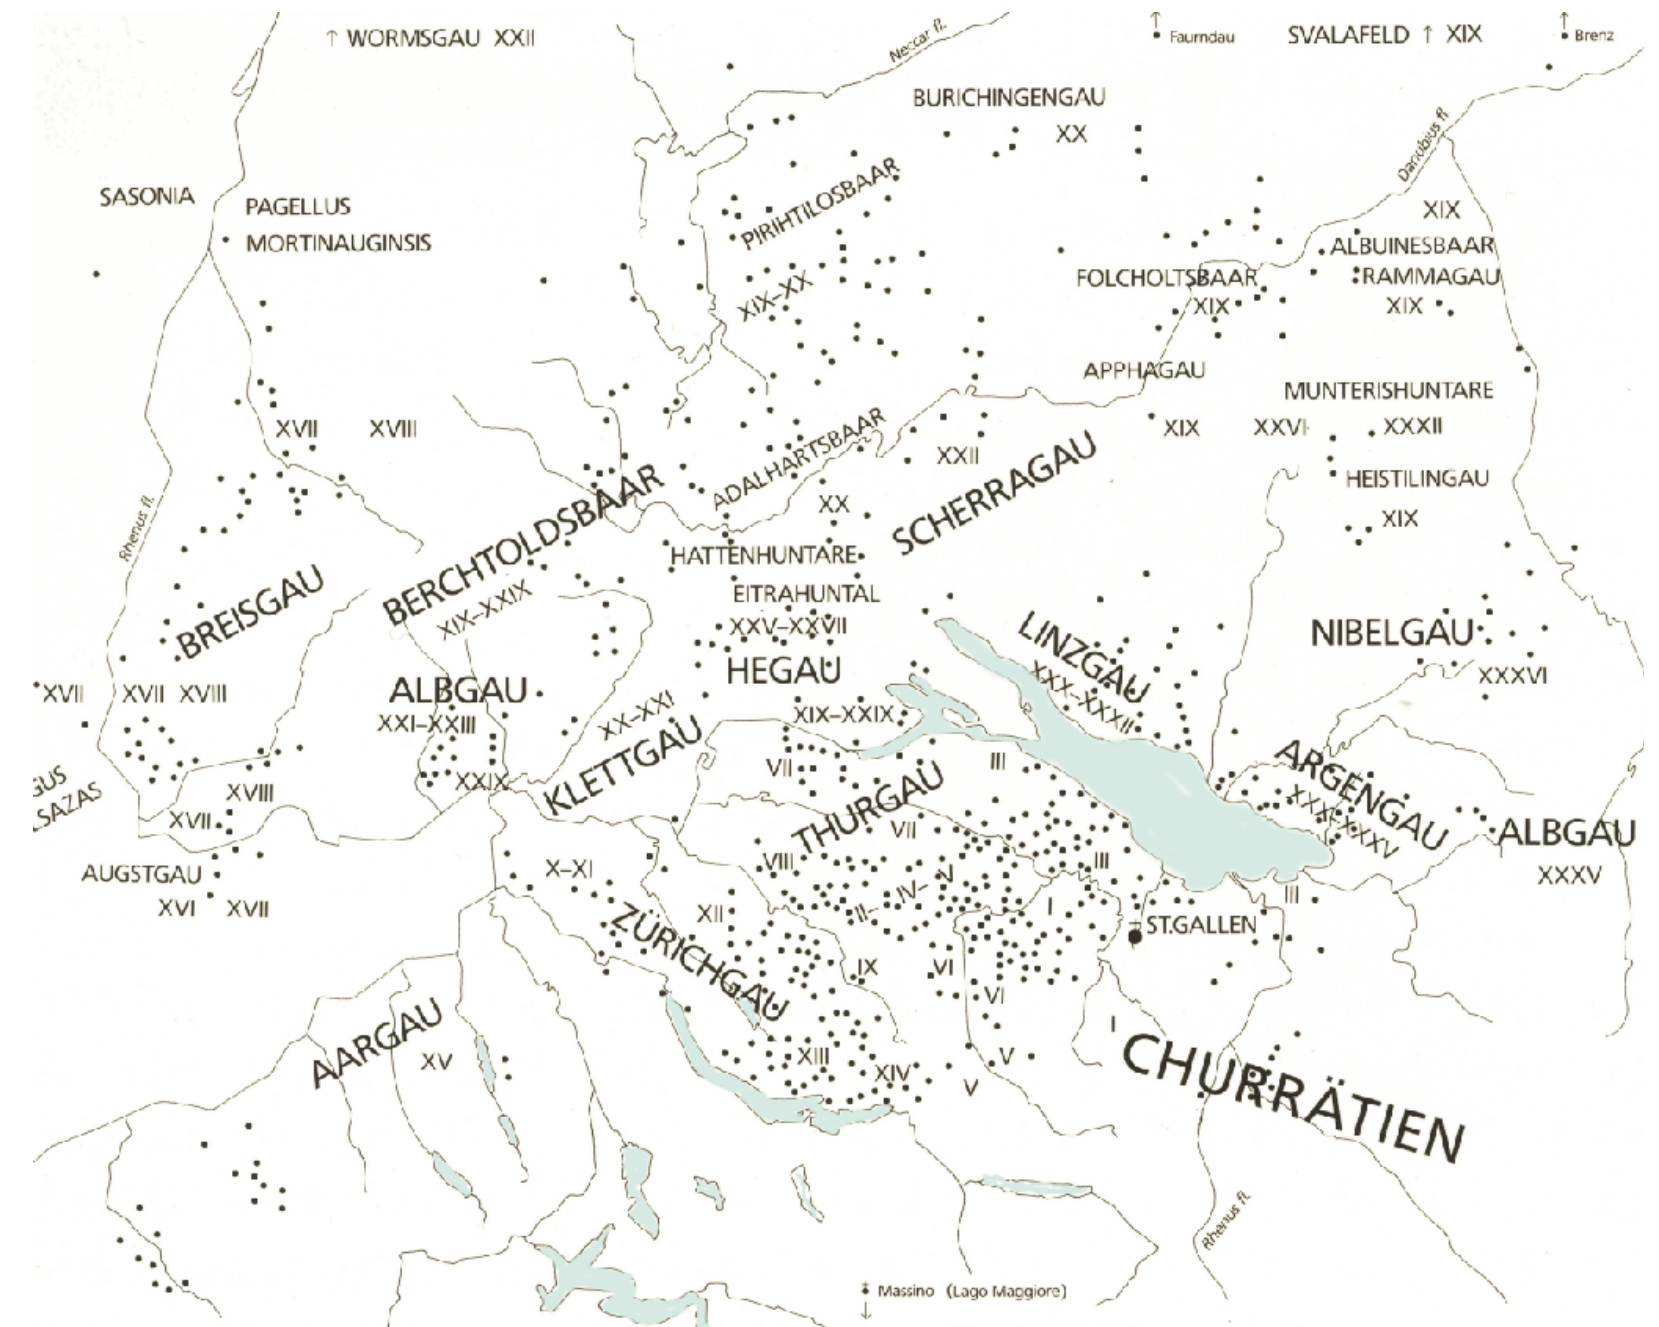 ↑ WORMSGAU XXII
Neccar fl.
Faurndau
SVALAFELD ↑ XIX
Brenz
BURICHINGENGAU
XX
Danubius fl.
SASONIA
PAGELLUS
MORTINAUGINSIS
PIRIHTILOSBAAR
XIX–XX
XIX
ALBUINESBAAR
FOLCHOLTSBAAR
XIX
RAMMAGAU
XIX
APPHAGAU
MUNTERISHUNTARE
XVII
XVIII
ADALHARTSBAAR
XXII
XIX
XXVI
XXXII
HEISTILINGAU
XIX
Rhenus fl.
BERCHTOLDSBAAR
XIX–XXIX
XX
SCHERRAGAU
HATTENHUNTARE
EITRAHUNTAL
XXV–XXVII
BREISGAU
LINZGAU
XXX–XXXII
NIBELGAU
XXXVI
HEGAU
XVII
XVII
XVIII
ALBGAU
XXI–XXIII
XX–XXI
XIX–XXIX
KLETTGAU
XXIX
GUS
LSAZAS
XVIII
XVII
VII
III
THURGAU
VII
ARGENGAU
XXXI–XXXV
ALBGAU
XXXV
AUGSTGAU
XVI
XVII
X–XI
VIII
II–
IV–
V
III
I
III
ZÜRICHGAU
XII
ST.GALLEN
IX
VI
VI
AARGAU
XV
XIII
XIV
V
V
I
CHURRÄTIEN
Rhenus fl.
Massino (Lago Maggiore)